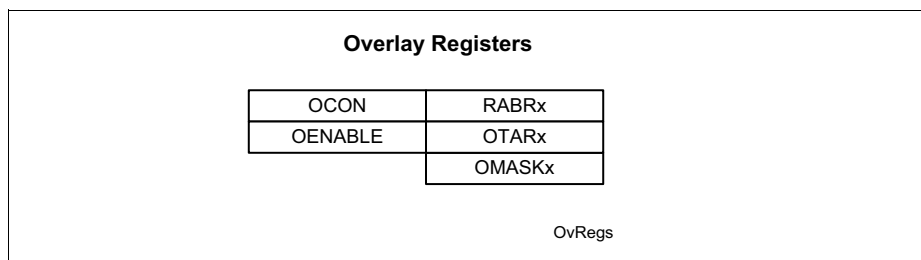 Overlay Registers
OCON RABRx
OENABLE OTARx
OMASKx
OvRegs